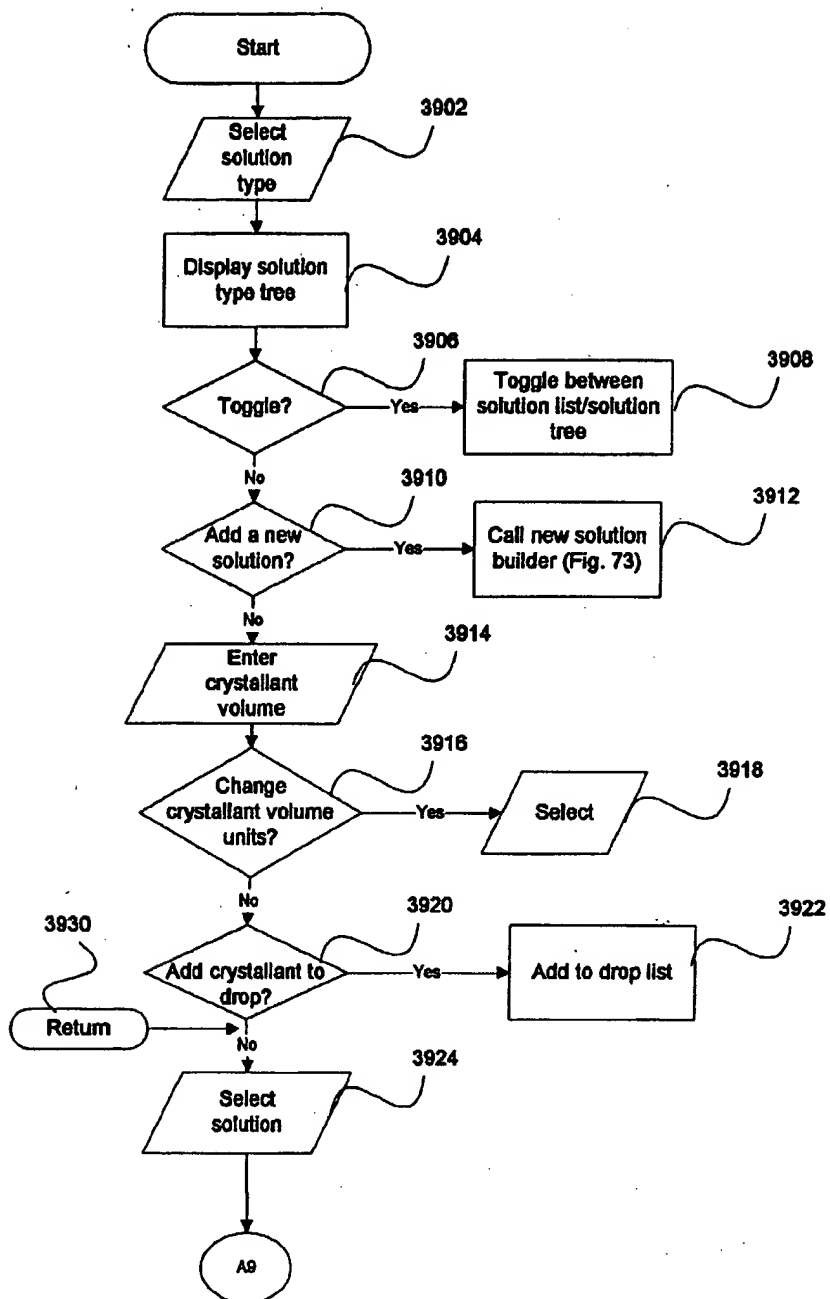 Start
3902
Select
solution
type
3904
Display solution
type tree
3906
Toggle?
Yes
3908
Toggle between
solution list/solution
tree
No
3910
Add a new
solution?
Yes
3912
Call new solution
builder (Fig. 73)
No
3914
Enter
crystallant
volume
3916
Change
crystallant volume
units?
Yes
3918
Select
No
3920
Add crystallant to
drop?
Yes
3922
Add to drop list
3930
Return
No
3924
Select
solution
A9